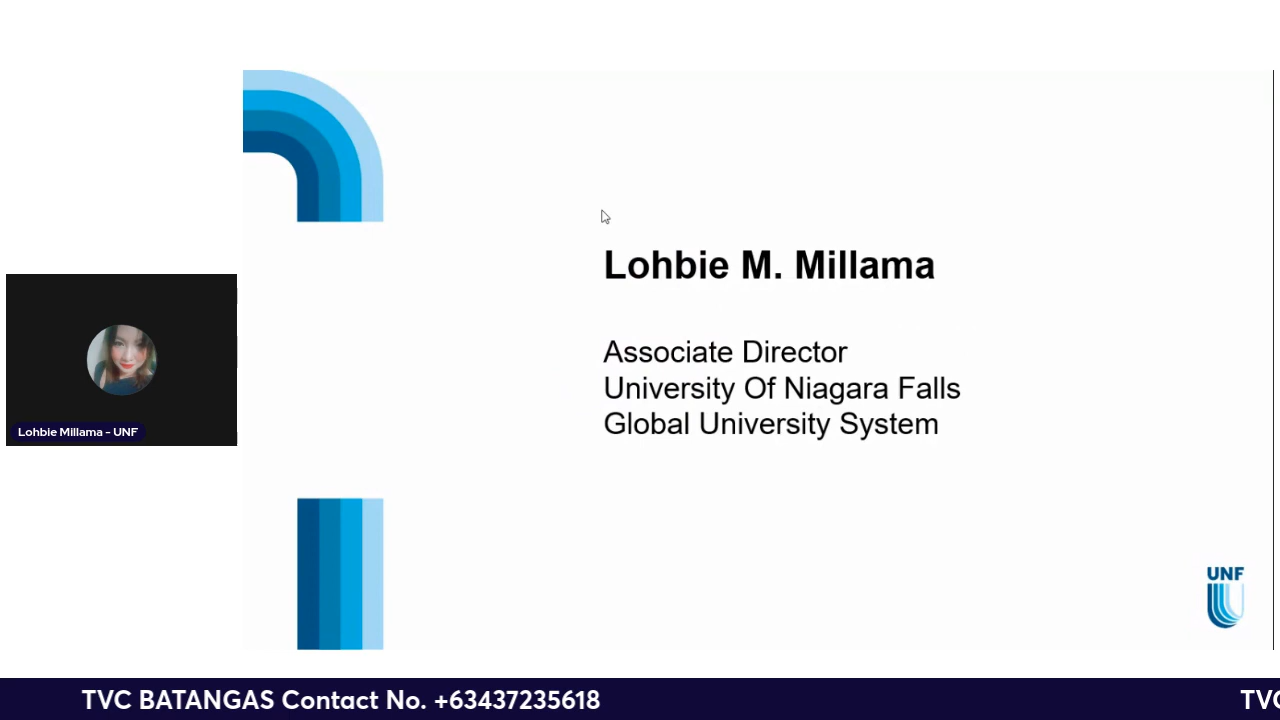 Lohbie M. Millama
Associate Director
University Of Niagara Falls
Global University System
Lohbie Millama - UNF
UNF
TVC BATANGAS Contact No. +63437235618
TVC